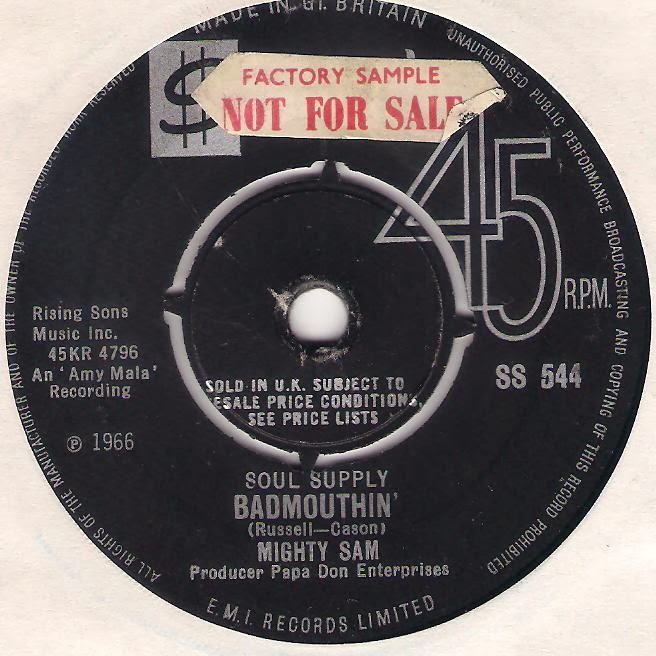 MADE IN GT. BRITAIN
$
FACTORY SAMPLE
NOT FOR SALE
45
R.P.M.
SS 544
Rising Sons
Music Inc.
45KR 4796
An 'Amy Mala'
Recording
℗ 1966
SOLD IN U.K. SUBJECT TO
RESALE PRICE CONDITIONS,
SEE PRICE LISTS
SOUL SUPPLY
BADMOUTHIN'
(Russell—Cason)
MIGHTY SAM
Producer Papa Don Enterprises
E.M.I. RECORDS LIMITED
ALL RIGHTS OF THE MANUFACTURER AND OF THE OWNER OF THE RECORDED WORK RESERVED
UNAUTHORISED PUBLIC PERFORMANCE BROADCASTING AND COPYING OF THIS RECORD PROHIBITED